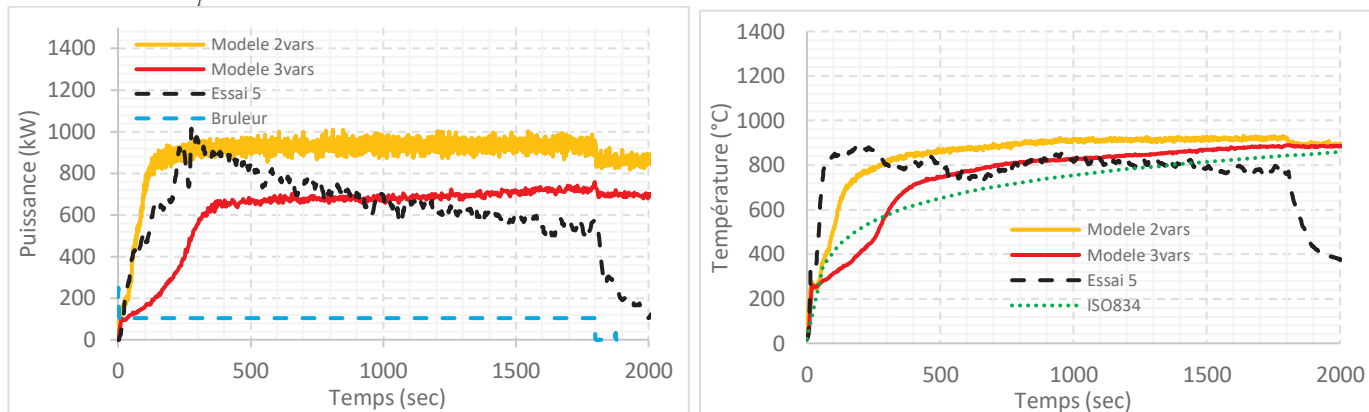 1400
1200
1000
800
600
400
200
0
Puissance (kW)
Modele 2vars
Modele 3vars
Essai 5
Bruleur
0 500 1000 1500 2000
Temps (sec)
1400
1200
1000
800
600
400
200
0
Température (°C)
Modele 2vars
Modele 3vars
Essai 5
ISO834
0 500 1000 1500 2000
Temps (sec)